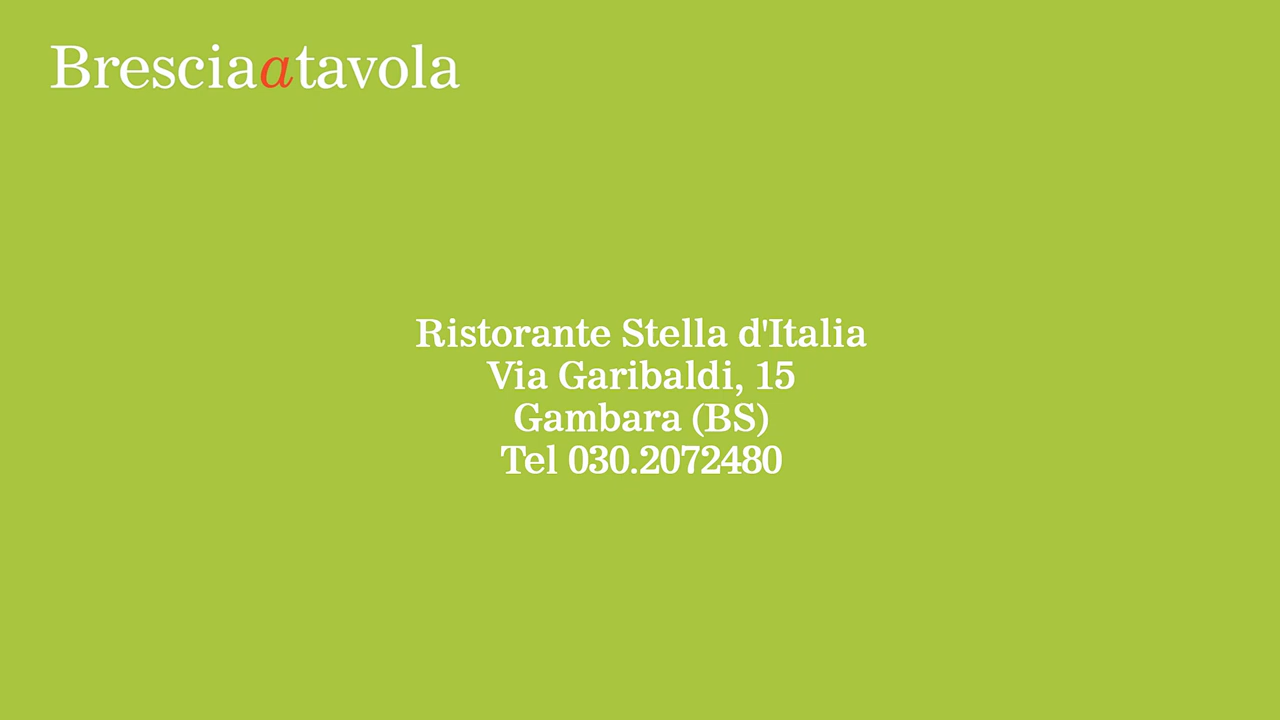 Bresciaatavola
Ristorante Stella d'Italia
Via Garibaldi, 15
Gambara (BS)
Tel 030.2072480